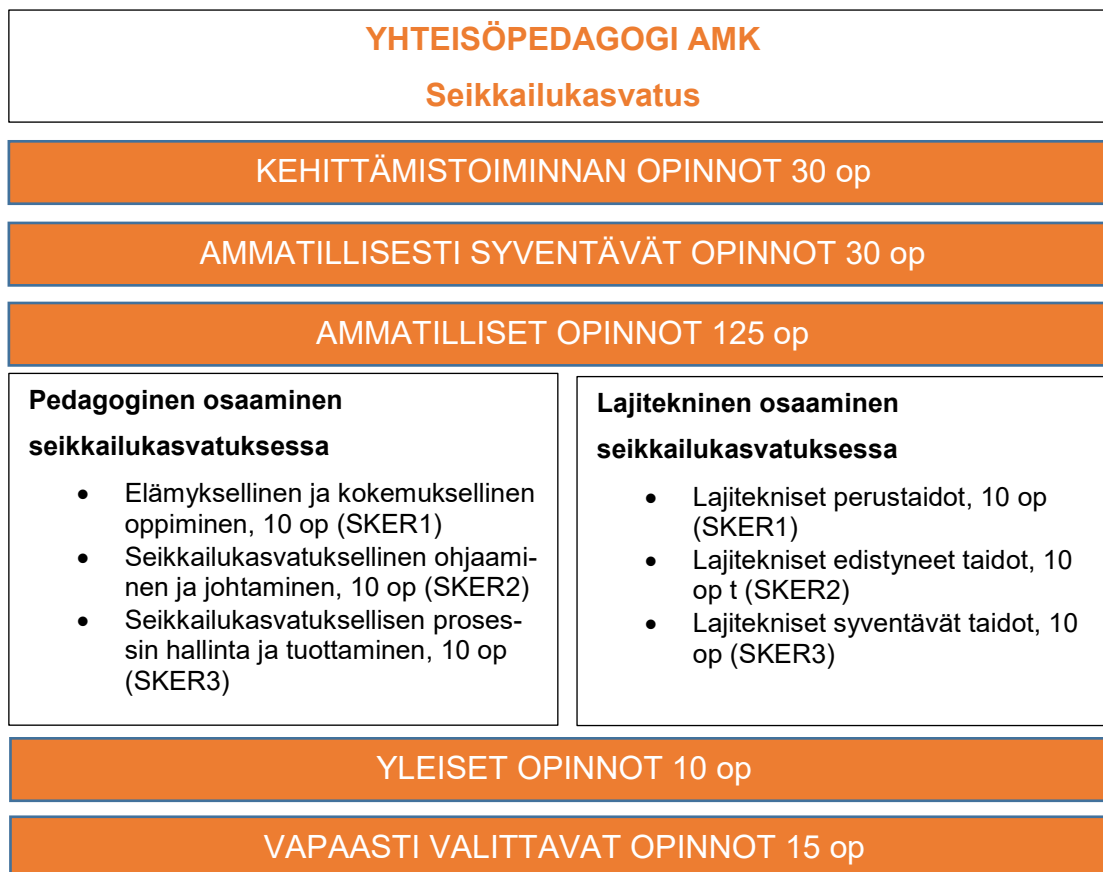 YHTEISÖPEDAGOGI AMK
Seikkailukasvatus
KEHITTÄMISTOIMINNAN OPINNOT 30 op
AMMATILLISESTI SYVENTÄVÄT OPINNOT 30 op
AMMATILLISET OPINNOT 125 op
Pedagoginen osaaminen
seikkailukasvatuksessa
• Elämyksellinen ja kokemuksellinen
oppiminen, 10 op (SKER1)
• Seikkailukasvatuksellinen ohjaami-
nen ja johtaminen, 10 op (SKER2)
• Seikkailukasvatuksellisen proses-
sin hallinta ja tuottaminen, 10 op
(SKER3)
Lajitekninen osaaminen
seikkailukasvatuksessa
• Lajitekniset perustaidot, 10 op
(SKER1)
• Lajitekniset edistyneet taidot, 10
op t (SKER2)
• Lajitekniset syventävät taidot, 10
op (SKER3)
YLEISET OPINNOT 10 op
VAPAASTI VALITTAVAT OPINNOT 15 op